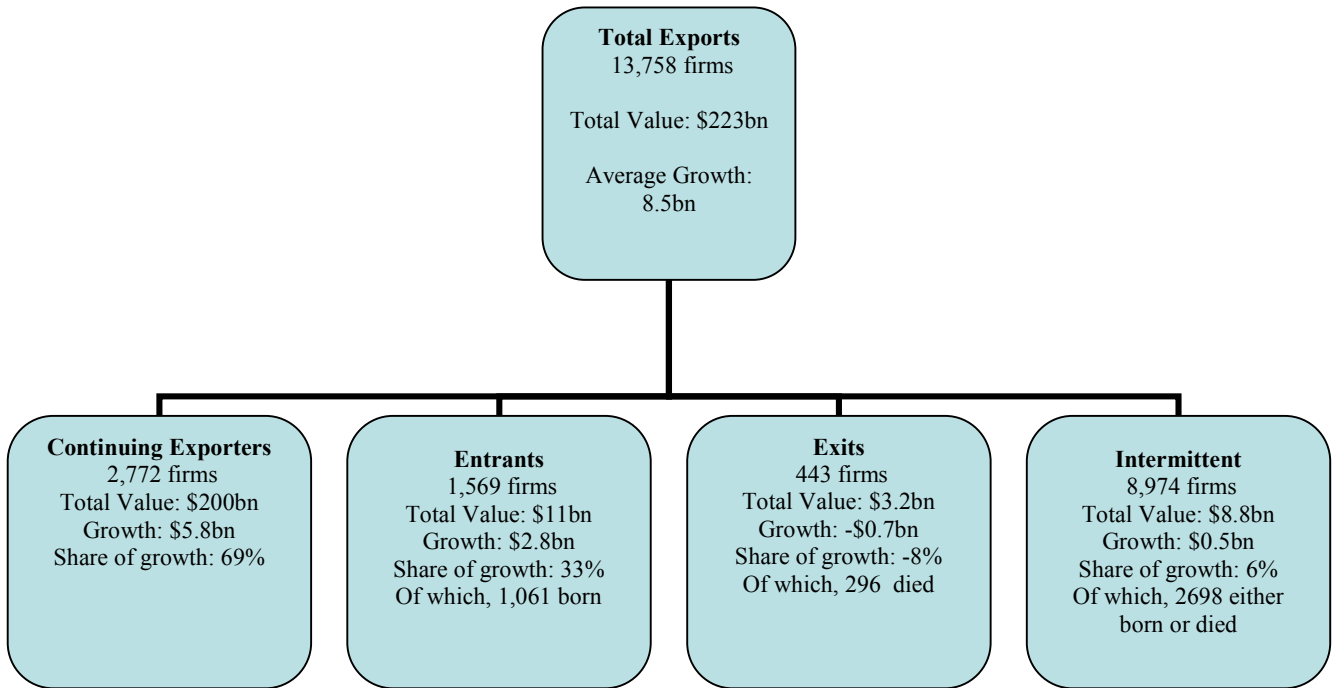 Total Exports
13,758 firms
Total Value: $223bn
Average Growth:
8.5bn
Continuing Exporters
2,772 firms
Total Value: $200bn
Growth: $5.8bn
Share of growth: 69%
Entrants
1,569 firms
Total Value: $11bn
Growth: $2.8bn
Share of growth: 33%
Of which, 1,061 born
Exits
443 firms
Total Value: $3.2bn
Growth: -$0.7bn
Share of growth: -8%
Of which, 296 died
Intermittent
8,974 firms
Total Value: $8.8bn
Growth: $0.5bn
Share of growth: 6%
Of which, 2698 either
born or died